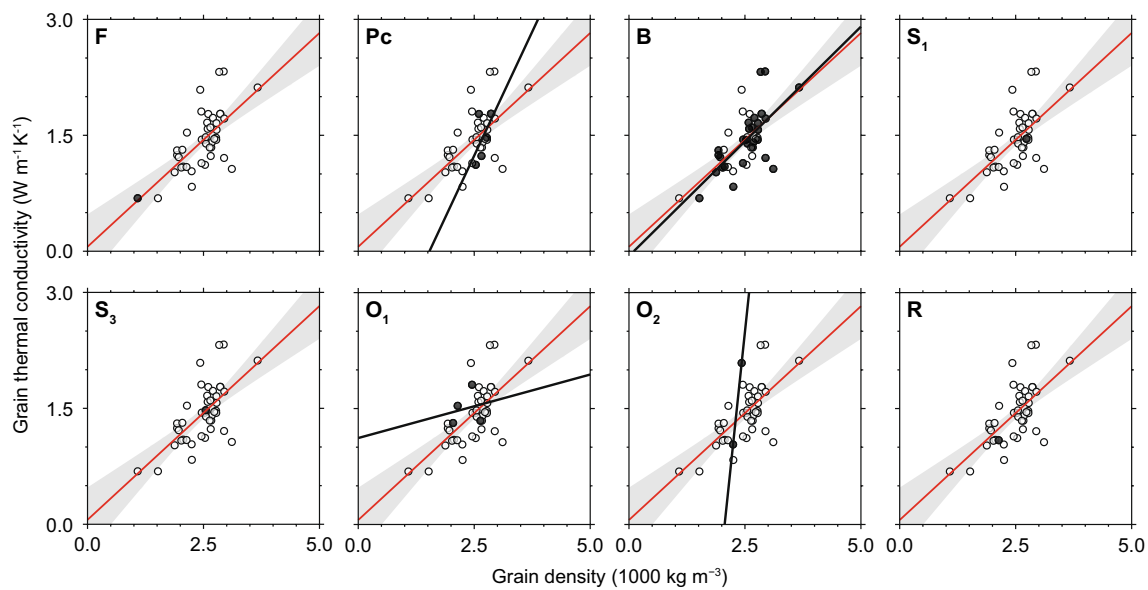 3.0
F
Pc
B
S₁
1.5
0.0
Grain thermal conductivity (W m⁻¹ K⁻¹)
3.0
S₃
O₁
O₂
R
1.5
0.0
0.0 2.5 5.0 0.0 2.5 5.0 0.0 2.5 5.0 0.0 2.5 5.0
Grain density (1000 kg m⁻³)